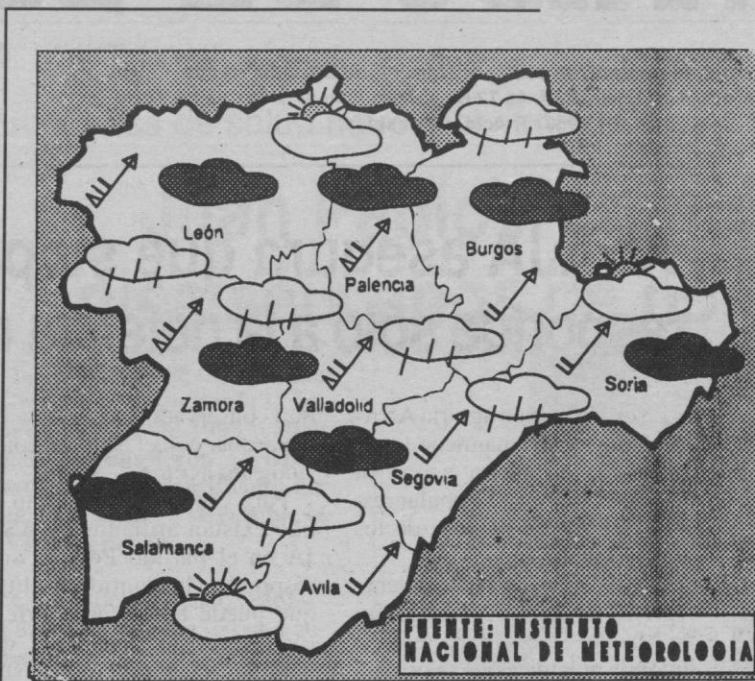 León
Burgos
Palencia
Soria
Zamora
Valladolid
Segovia
Salamanca
Avila
FUENTE: INSTITUTO
NACIONAL DE METEOROLOGIA